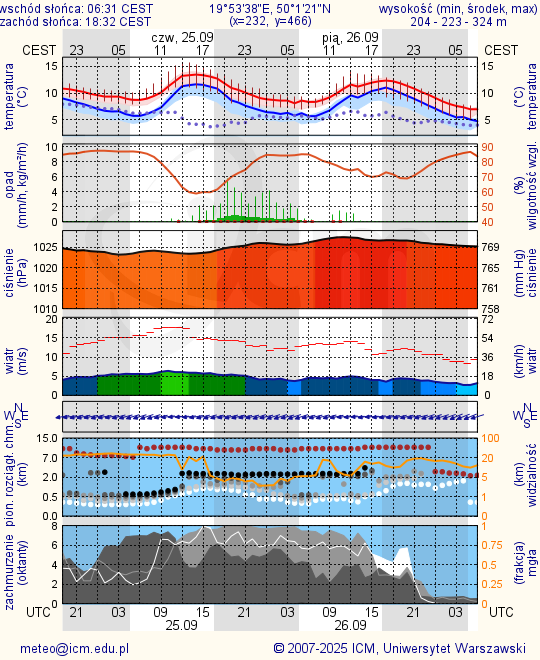 wschód słońca: 06:31 CEST 19°53'38"E, 50°1'21"N wysokość (min, środek, max)
zachód słońca: 18:32 CEST (x=232, y=466) 204 - 223 - 324 m
czw, 25.09 pią, 26.09
CEST 23 05 11 17 23 05 11 17 23 05 CEST
temperatura (°C)
15 15
10 10
5 5
temperatura (°C)
opad (mm/h, kg/m²/h)
10 90
8 80
6 70
4 60
2 50
0 40
wilgotność wzgl. (%)
ciśnienie (hPa)
1025 769
1020 765
1015 761
1010 758
ciśnienie (mm Hg)
wiatr (m/s)
20 72
15 54
10 36
5 18
0 0
wiatr (km/h)
N N
W E W E
S S
pion. rozciągł. chm. (km)
15.0 100
7.0 20
2.0 5
0.5 1
0.0 0
widzialność (km)
zachmurzenie (oktanty)
8 1
6 0.75
4 0.5
2 0.25
0 0
(frakcja) mgła
UTC 21 03 09 15 21 03 09 15 21 03 UTC
25.09 26.09
meteo@icm.edu.pl © 2007-2025 ICM, Uniwersytet Warszawski